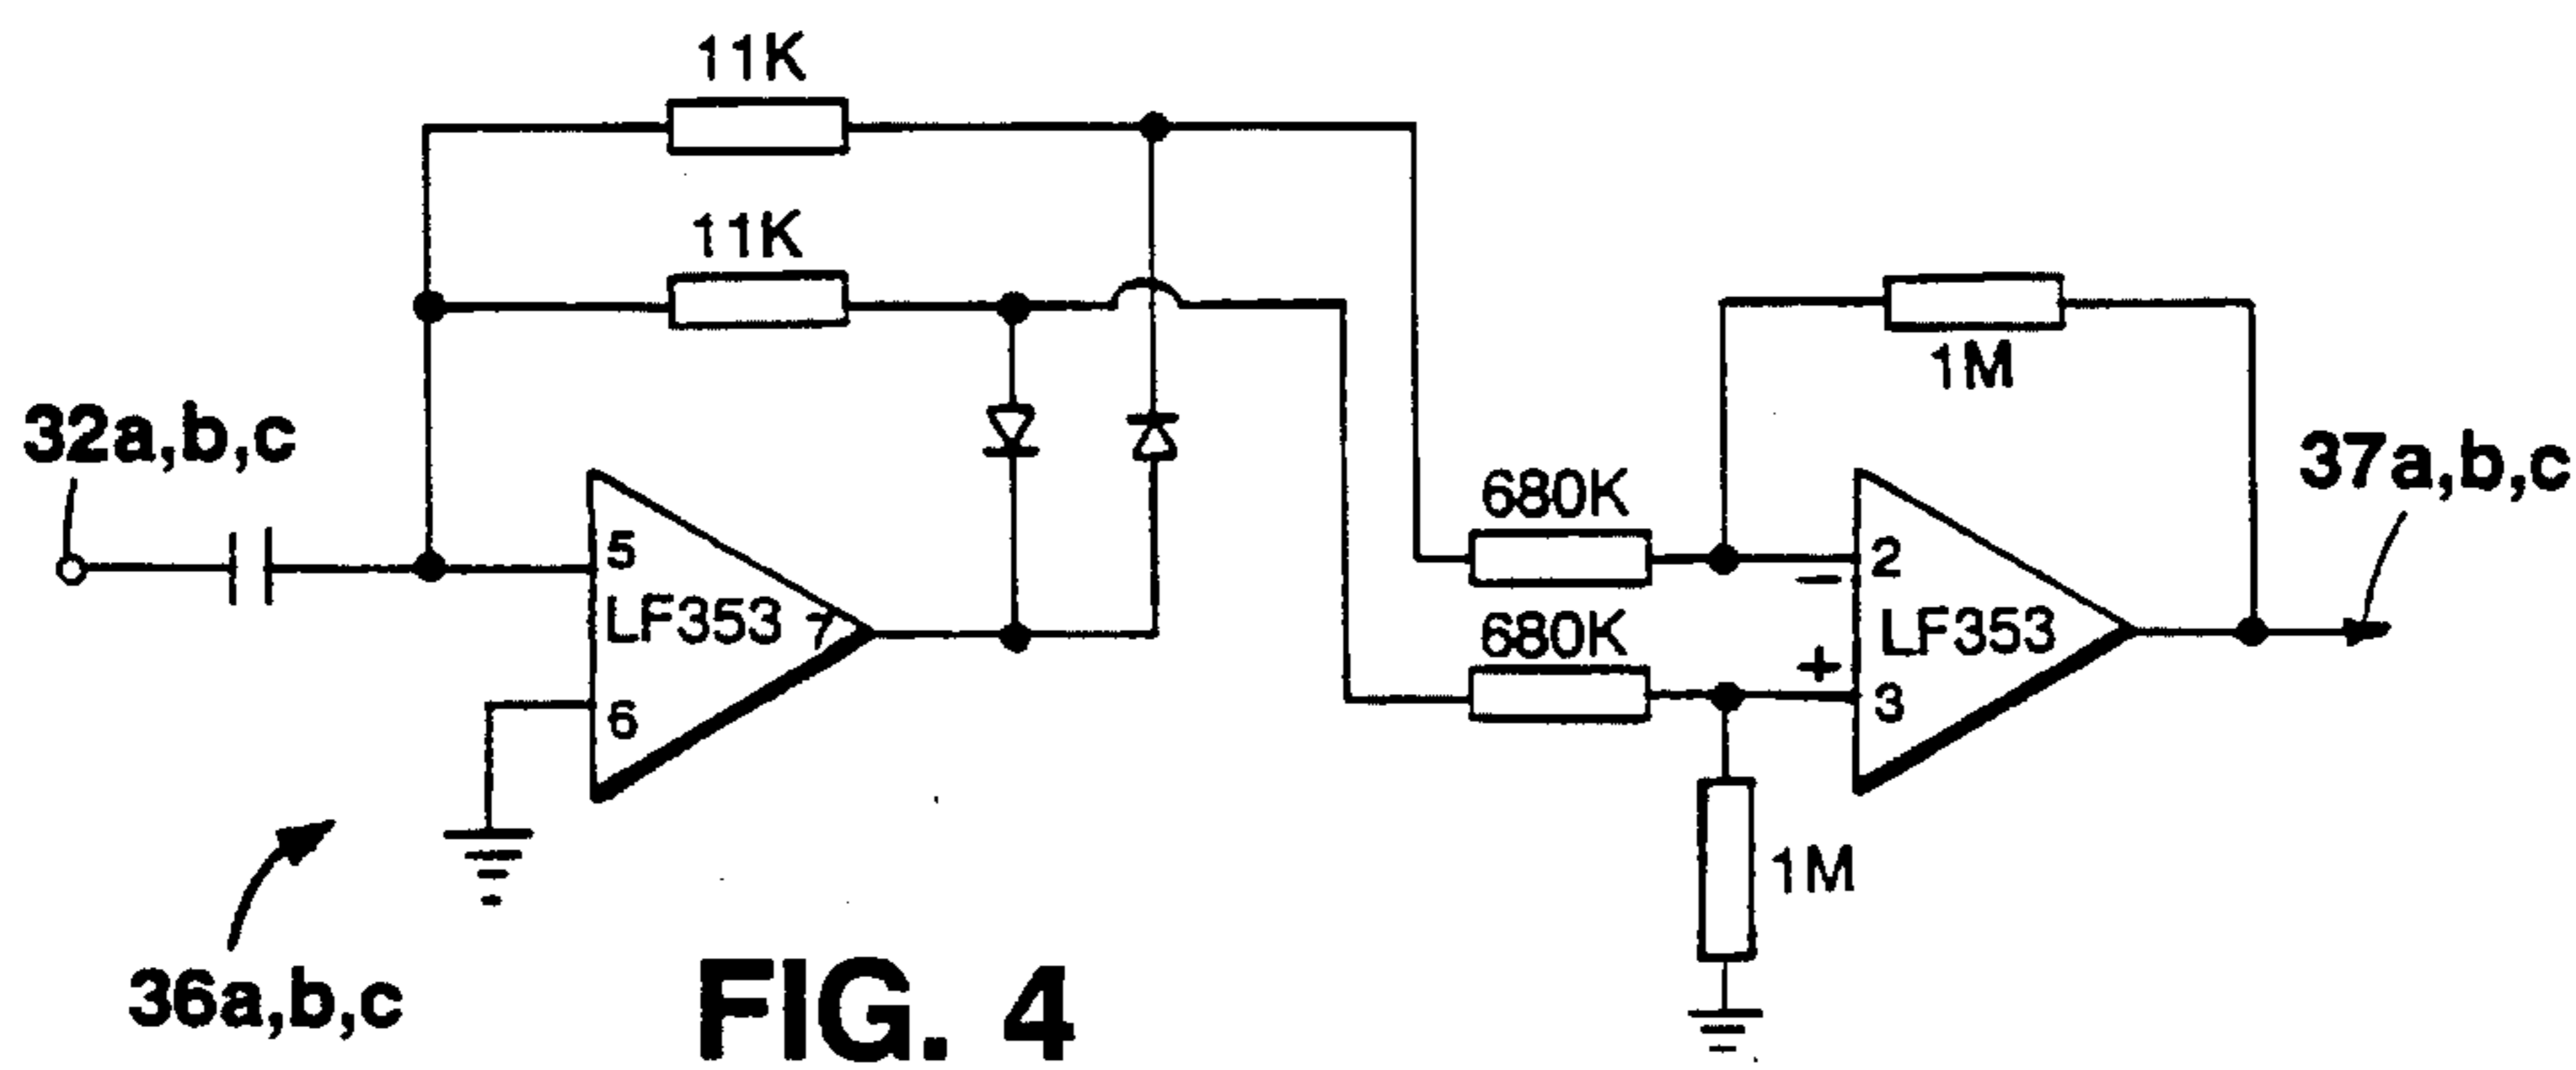 11K
11K
1M
32a,b,c
37a,b,c
680K
5
2
−
LF353 7
680K
LF353
+
6
3
1M
36a,b,c
FIG. 4